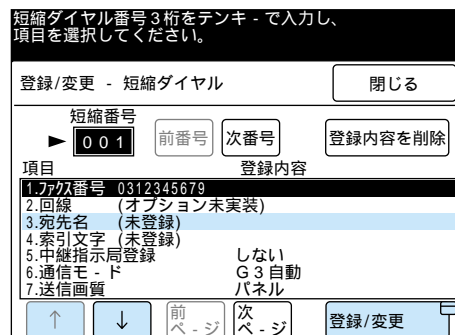 短縮ダイヤル番号3桁をテンキ-で入力し、
項目を選択してください。
登録/変更 - 短縮ダイヤル
閉じる
短縮番号
001
前番号
次番号
登録内容を削除
項目 登録内容
1.ファクス番号 0312345679
2.回線 (オプション未実装)
3.宛先名 (未登録)
4.索引文字 (未登録)
5.中継指示局登録 しない
6.通信モ-ド G3自動
7.送信画質 パネル
↑
↓
前
ペ-ジ
次
ペ-ジ
登録/変更